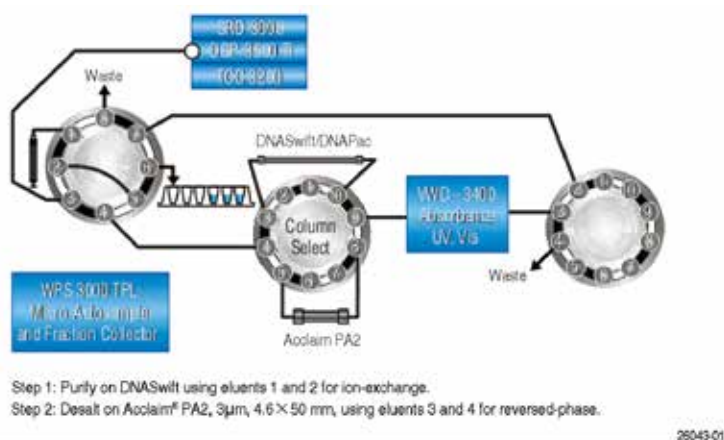 SRD 3600
DGP 3600 B
TCC 3200
Waste
DNASwift/DNAPac
Column
Select
VWD - 3400
Absorbance
UV, Vis
Waste
WPS 3000 TPL
and Fraction Collector
Acclaim PA2
Step 1: Purify on DNASwift using eluents 1 and 2 for ion-exchange.
Step 2: Desalt on Acclaim® PA2, 3µm, 4.6×50 mm, using eluents 3 and 4 for reversed-phase.
26043-01